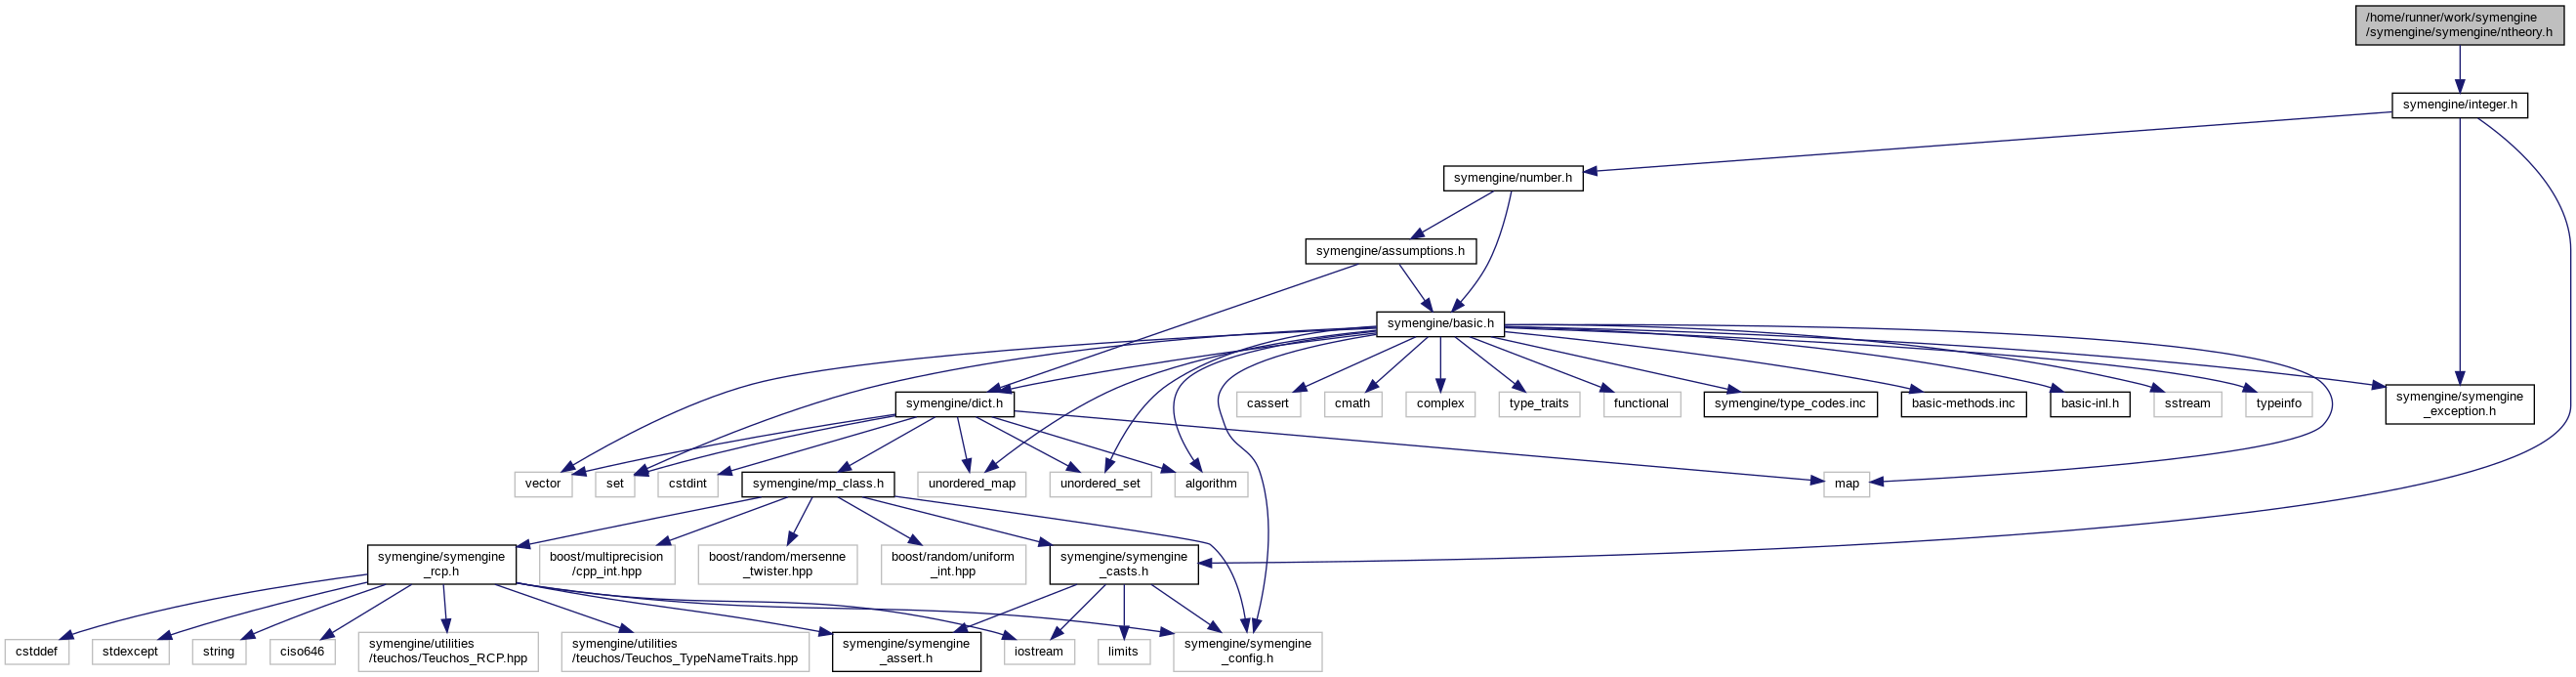 /home/runner/work/symengine
/symengine/symengine/ntheory.h
symengine/integer.h
symengine/number.h
symengine/assumptions.h
symengine/basic.h
symengine/dict.h
cassert
cmath
complex
type_traits
functional
symengine/type_codes.inc
basic-methods.inc
basic-inl.h
sstream
typeinfo
symengine/symengine
_exception.h
vector
set
cstdint
symengine/mp_class.h
unordered_map
unordered_set
algorithm
map
symengine/symengine
_rcp.h
boost/multiprecision
/cpp_int.hpp
boost/random/mersenne
_twister.hpp
boost/random/uniform
_int.hpp
symengine/symengine
_casts.h
cstddef
stdexcept
string
ciso646
symengine/utilities
/teuchos/Teuchos_RCP.hpp
symengine/utilities
/teuchos/Teuchos_TypeNameTraits.hpp
symengine/symengine
_assert.h
iostream
limits
symengine/symengine
_config.h